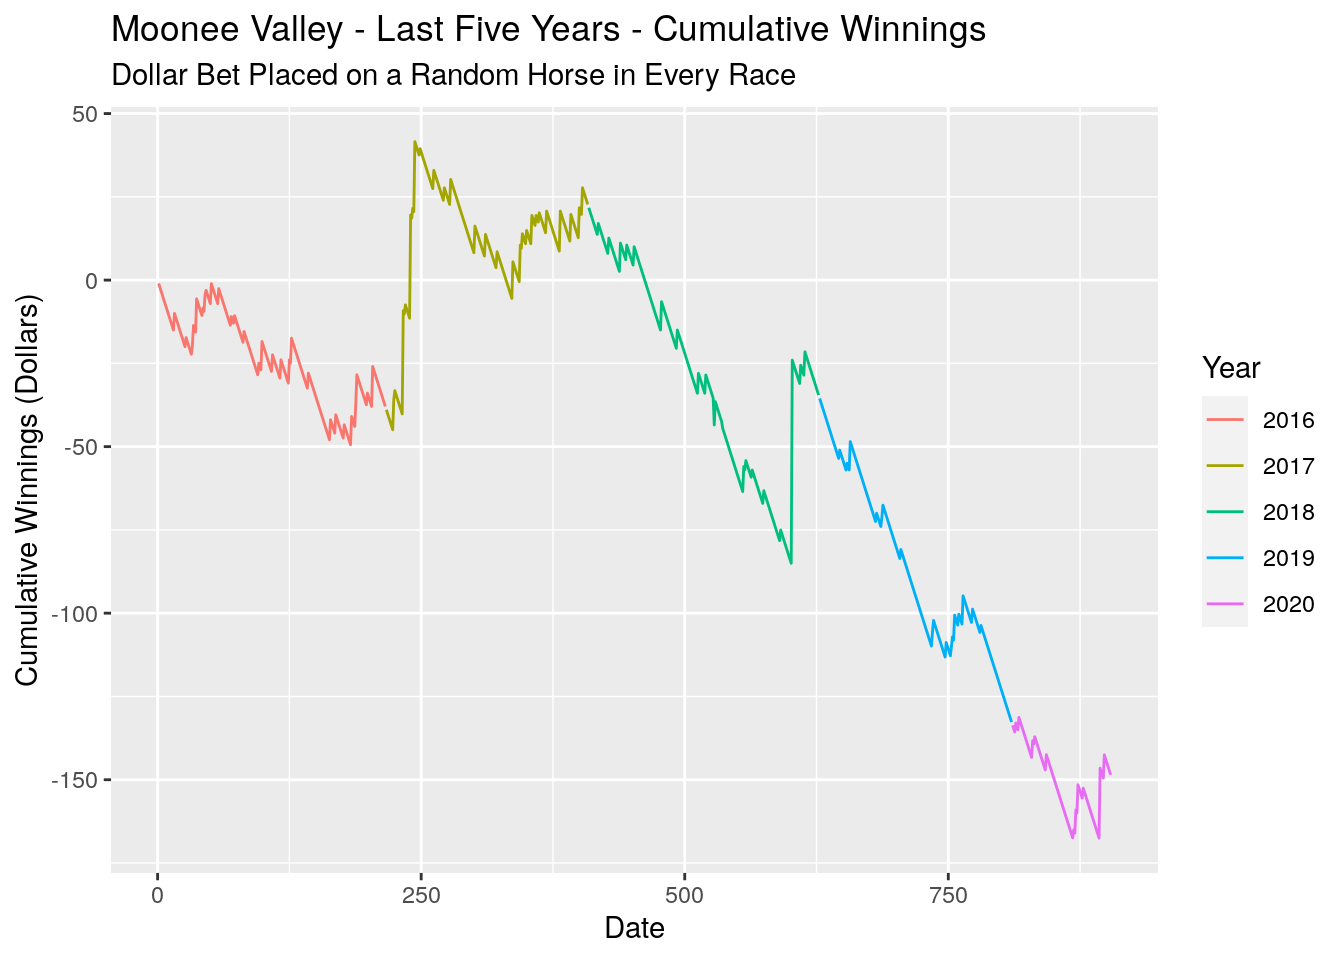 Moonee Valley - Last Five Years - Cumulative Winnings
Dollar Bet Placed on a Random Horse in Every Race
Cumulative Winnings (Dollars)
50
0
-50
-100
-150
0 250 500 750
Date
Year
2016
2017
2018
2019
2020